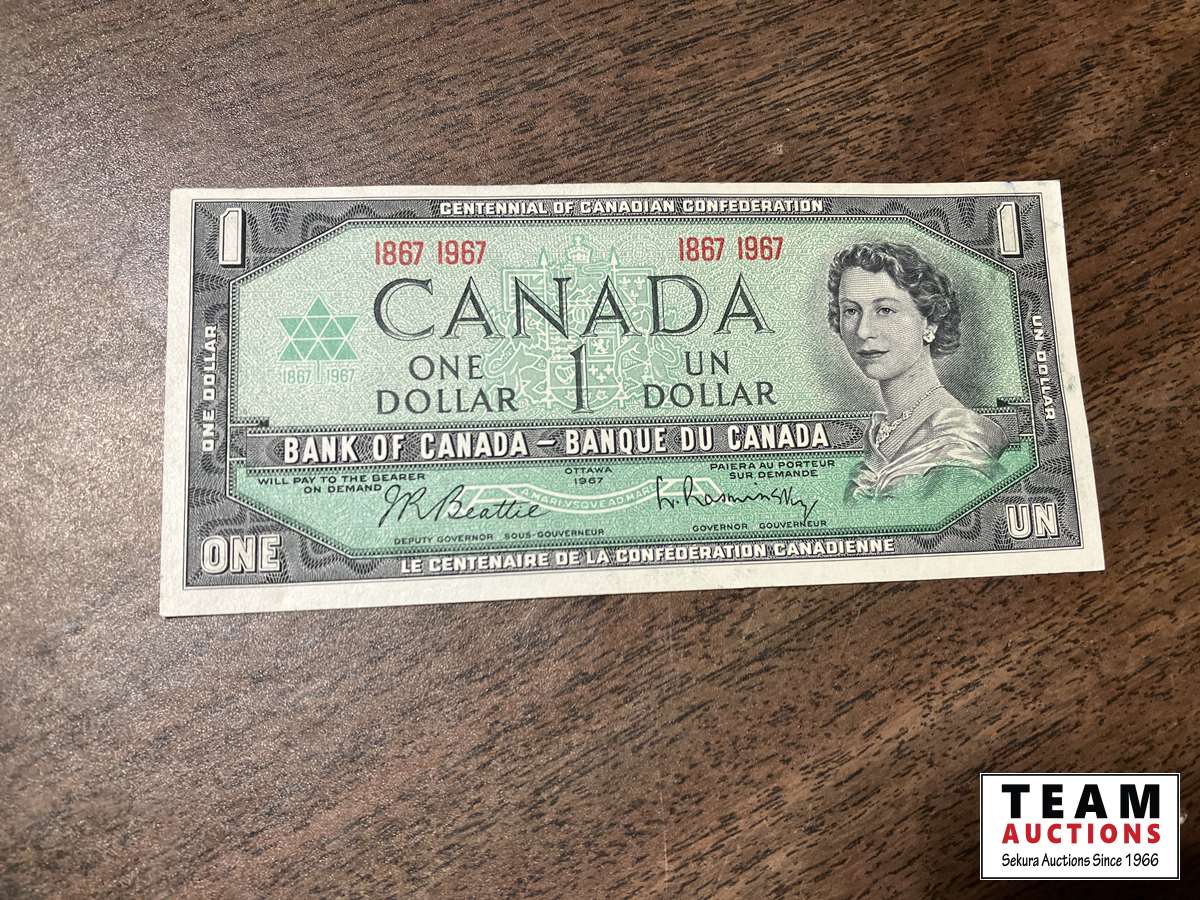 CENTENNIAL OF CANADIAN CONFEDERATION
1 1
1867 1967 1867 1967
CANADA
1867 1967
ONE DOLLAR
1
UN DOLLAR
ONE DOLLAR
UN DOLLAR
BANK OF CANADA – BANQUE DU CANADA
WILL PAY TO THE BEARER ON DEMAND
OTTAWA 1967
PAIERA AU PORTEUR SUR DEMANDE
JR Beattie
L. Rasminsky
DEPUTY GOVERNOR SOUS-GOUVERNEUR
GOVERNOR GOUVERNEUR
ONE
UN
LE CENTENAIRE DE LA CONFÉDÉRATION CANADIENNE
TEAM
AUCTIONS
Sekura Auctions Since 1966